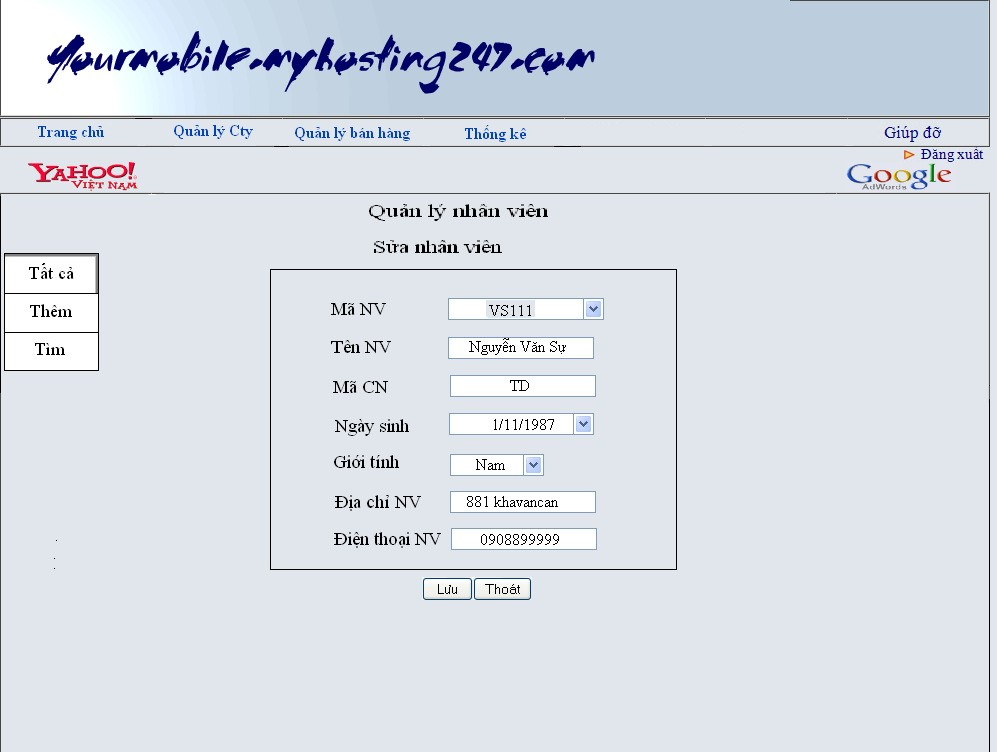 Yourmobile.myhosting247.com
Trang chủ Quản lý Cty Quản lý bán hàng Thống kê Giúp đỡ
Đăng xuât
YAHOO!
VIỆT NAM
Google
AdWords
Quản lý nhân viên
Sửa nhân viên
Tất cả
Thêm
Tìm
Mã NV VS111
Tên NV Nguyễn Văn Sự
Mã CN TD
Ngày sinh 1/11/1987
Giới tính Nam
Địa chỉ NV 881 khavancan
Điện thoại NV 0908899999
Lưu Thoát